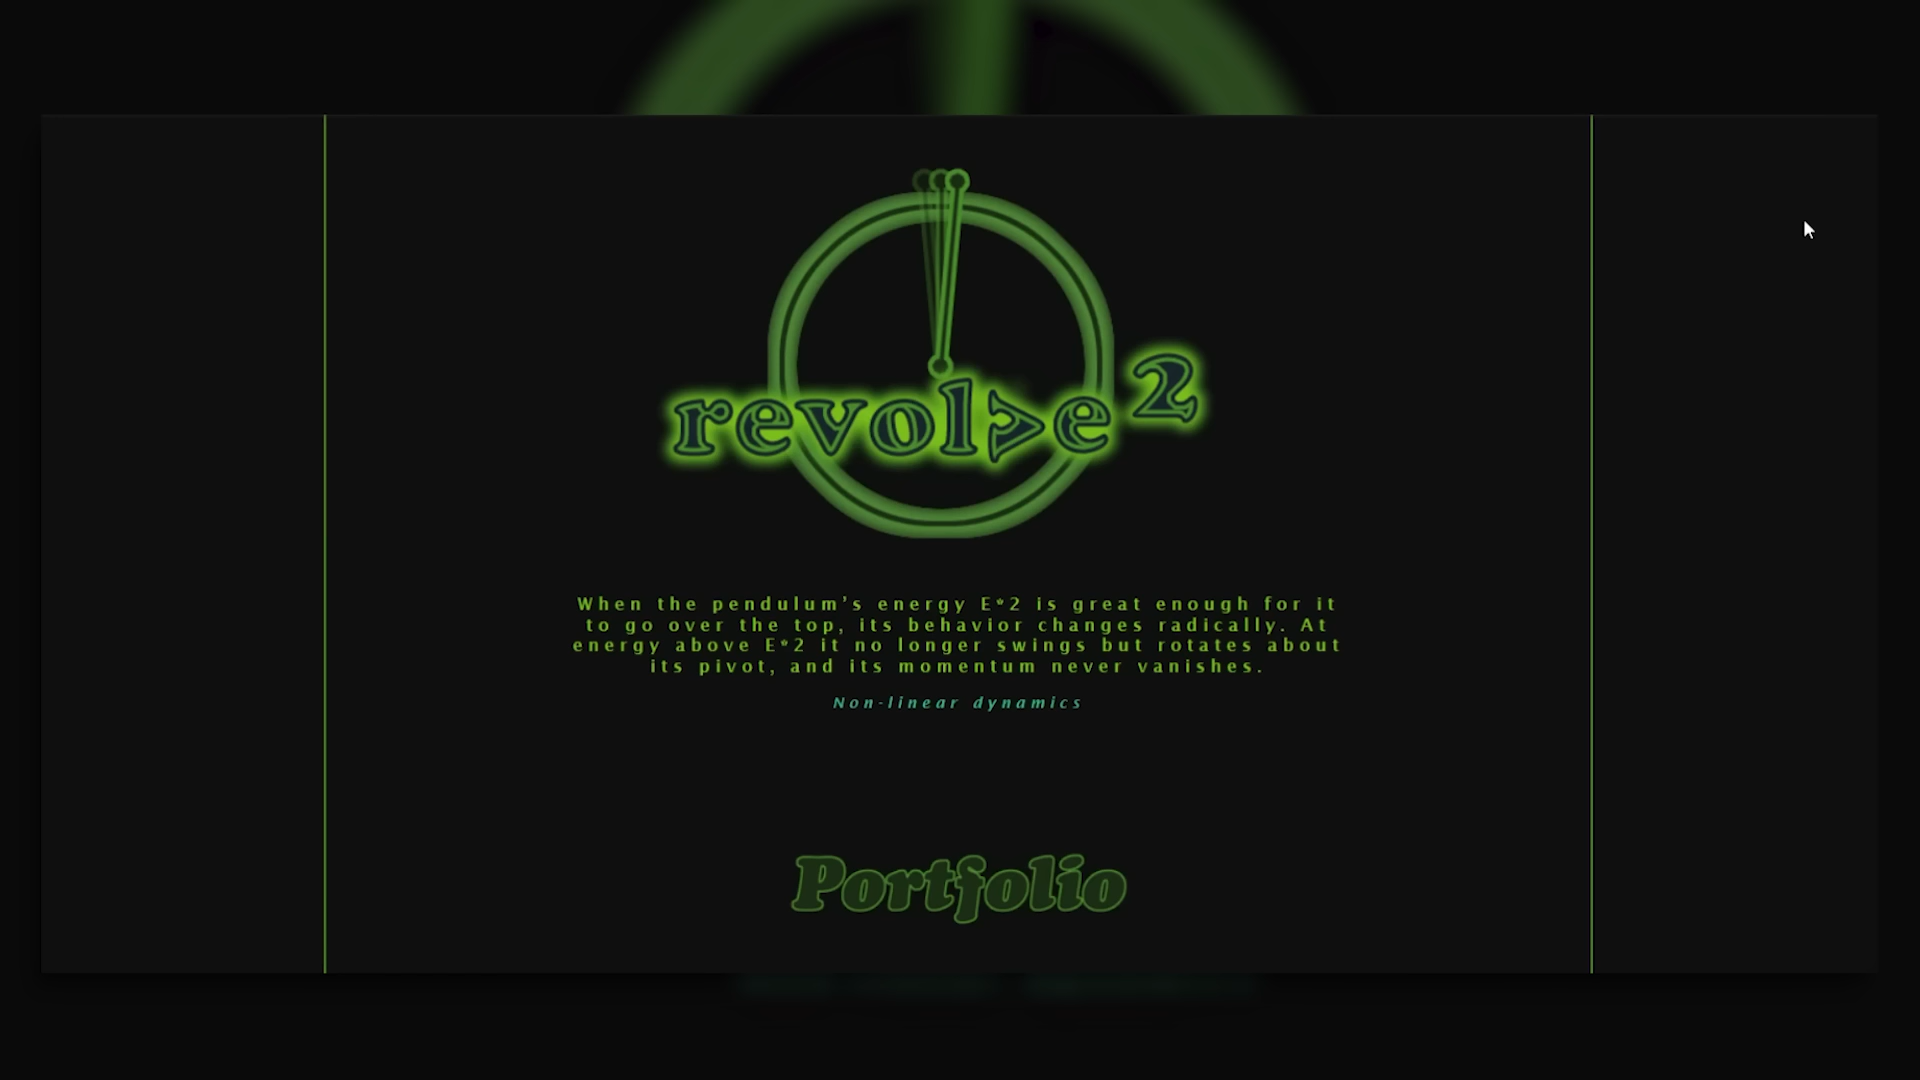 revolve 2
When the pendulum’s energy E*2 is great enough for it
to go over the top, its behavior changes radically. At
energy above E*2 it no longer swings but rotates about
its pivot, and its momentum never vanishes.
Non-linear dynamics
Portfolio